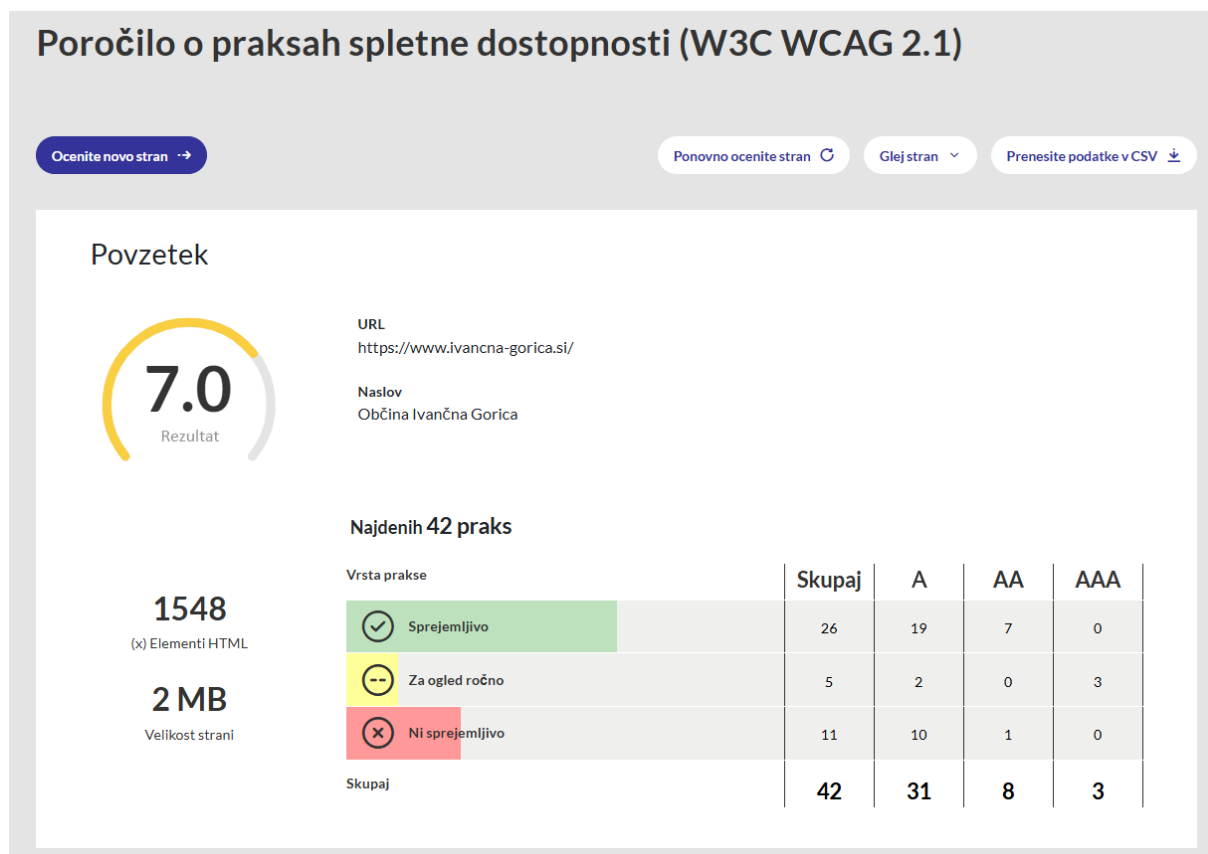 Poročilo o praksah spletne dostopnosti (W3C WCAG 2.1)
Ocenite novo stran
Ponovno ocenite stran
Glej stran
Prenesite podatke v CSV
Povzetek
7.0
Rezultat
URL
https://www.ivancna-gorica.si/
Naslov
Občina Ivančna Gorica
Najdenih 42 praks
1548
(x) Elementi HTML
2 MB
Velikost strani
Vrsta prakse Skupaj A AA AAA
Sprejemljivo 26 19 7 0
Za ogled ročno 5 2 0 3
Ni sprejemljivo 11 10 1 0
Skupaj 42 31 8 3